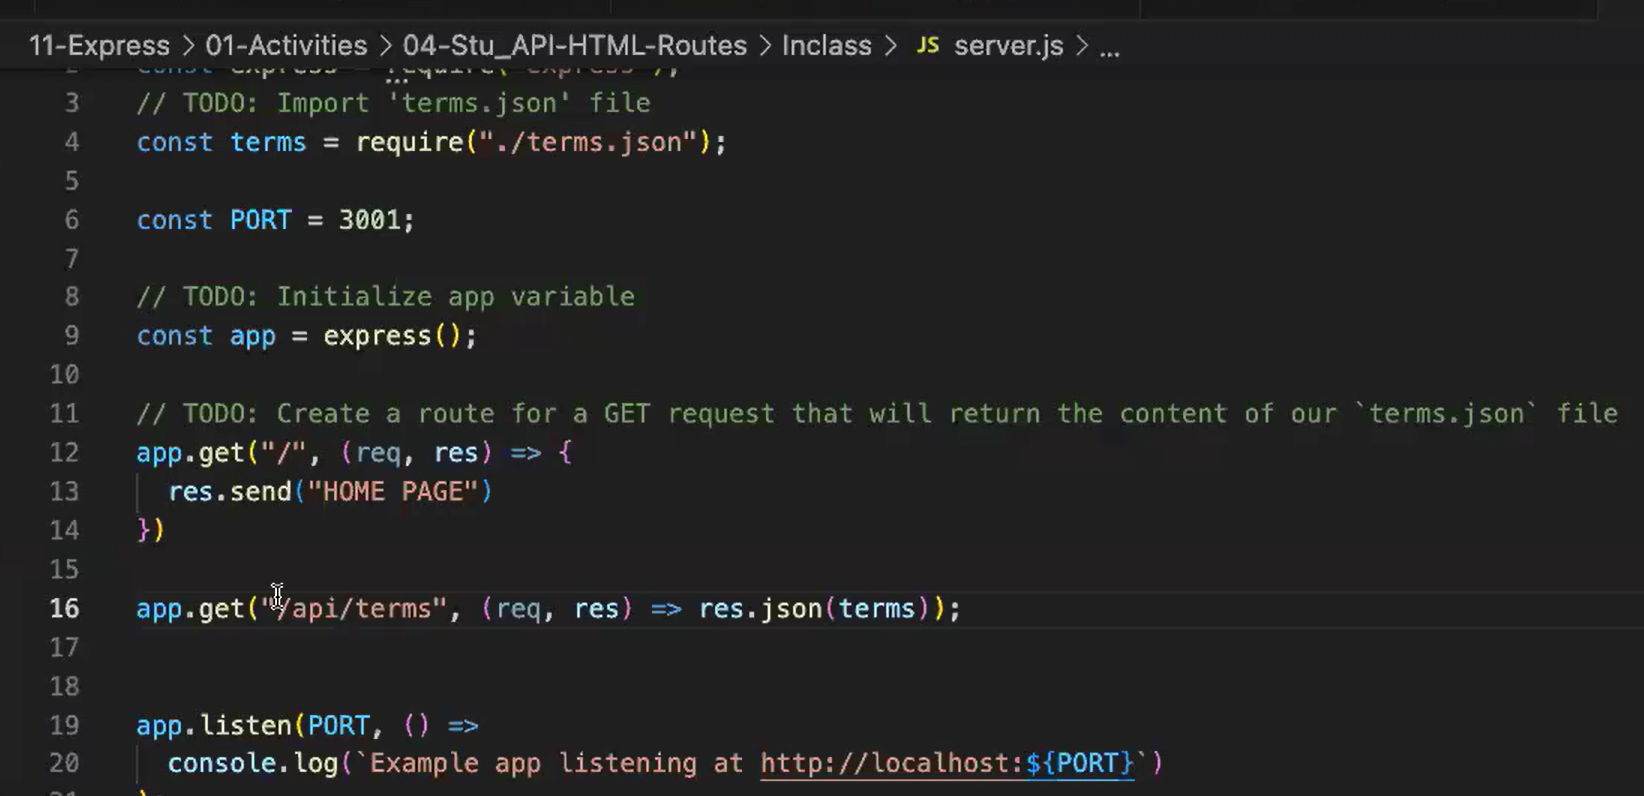 11-Express > 01-Activities > 04-Stu_API-HTML-Routes > Inclass > JS server.js > ...
2 const express = require("express");
3 // TODO: Import 'terms.json' file
4 const terms = require("./terms.json");
5
6 const PORT = 3001;
7
8 // TODO: Initialize app variable
9 const app = express();
10
11 // TODO: Create a route for a GET request that will return the content of our `terms.json` file
12 app.get("/", (req, res) => {
13 res.send("HOME PAGE")
14 })
15
16 app.get("/api/terms", (req, res) => res.json(terms));
17
18
19 app.listen(PORT, () =>
20 console.log(`Example app listening at http://localhost:${PORT}`)